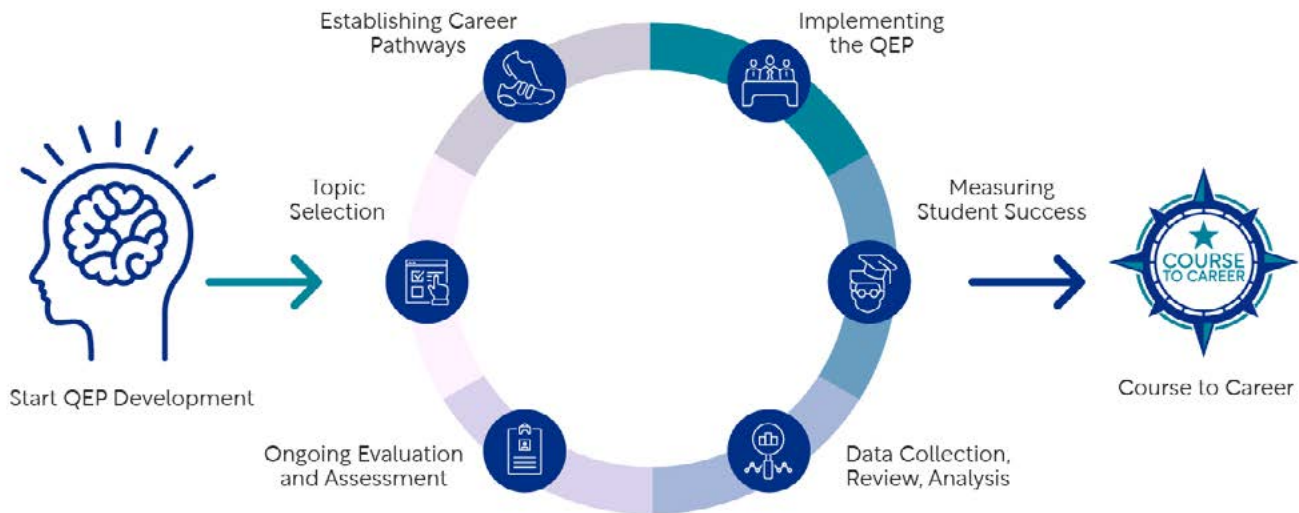 Establishing Career
Pathways
Implementing
the QEP
Topic
Selection
Measuring
Student Success
COURSE
TO CAREER
Start QEP Development
Course to Career
Ongoing Evaluation
and Assessment
Data Collection,
Review, Analysis